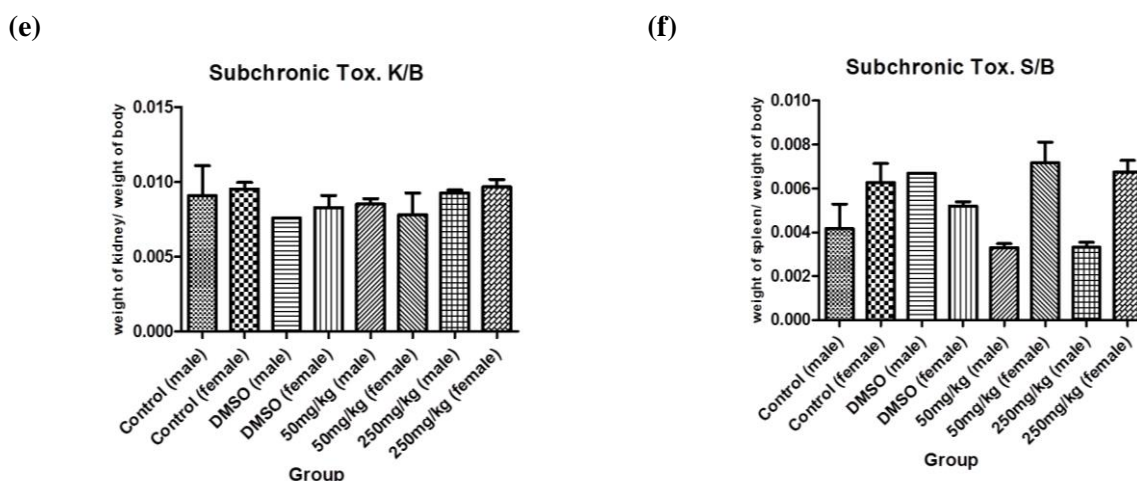 (e)
Subchronic Tox. K/B
weight of kidney/ weight of body
0.015
0.010
0.005
0.000
Control (male)
Control (female)
DMSO (male)
DMSO (female)
50mg/kg (male)
50mg/kg (female)
250mg/kg (male)
250mg/kg (female)
Group
(f)
Subchronic Tox. S/B
weight of spleen/ weight of body
0.010
0.008
0.006
0.004
0.002
0.000
Control (male)
Control (female)
DMSO (male)
DMSO (female)
50mg/kg (male)
50mg/kg (female)
250mg/kg (male)
250mg/kg (female)
Group